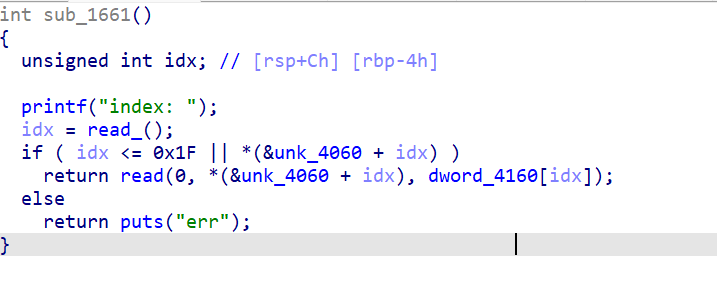 int sub_1661()
{
  unsigned int idx; // [rsp+Ch] [rbp-4h]
  printf("index: ");
  idx = read_();
  if ( idx <= 0x1F || *(&unk_4060 + idx) )
    return read(0, *(&unk_4060 + idx), dword_4160[idx]);
  else
    return puts("err");
}